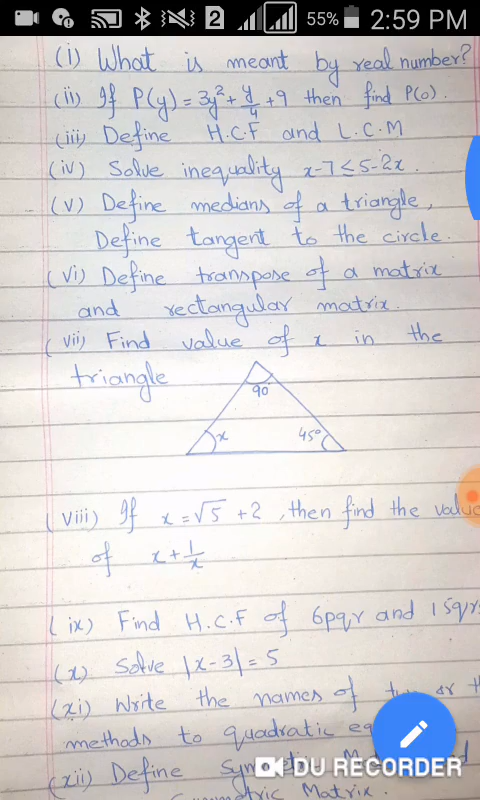 2 55% 2:59 PM
(i) What is meant by real number?
(ii) If P(y) = 3y² + y/4 + 9 then find P(0).
(iii) Define H.C.F and L.C.M
(iv) Solve inequality x-7 ≤ 5-2x.
(v) Define medians of a triangle,
Define tangent to the circle.
(vi) Define transpose of a matrix
and rectangular matrix.
(vii) Find value of x in the
triangle
90
x 45°
(viii) If x = √5 + 2, then find the value
of x + 1/x
(ix) Find H.C.F of 6pqr and 15qrs
(x) Solve |x-3| = 5
(xi) Write the names of
methods to quadratic
(xii) Define
DU RECORDER
Matrix.